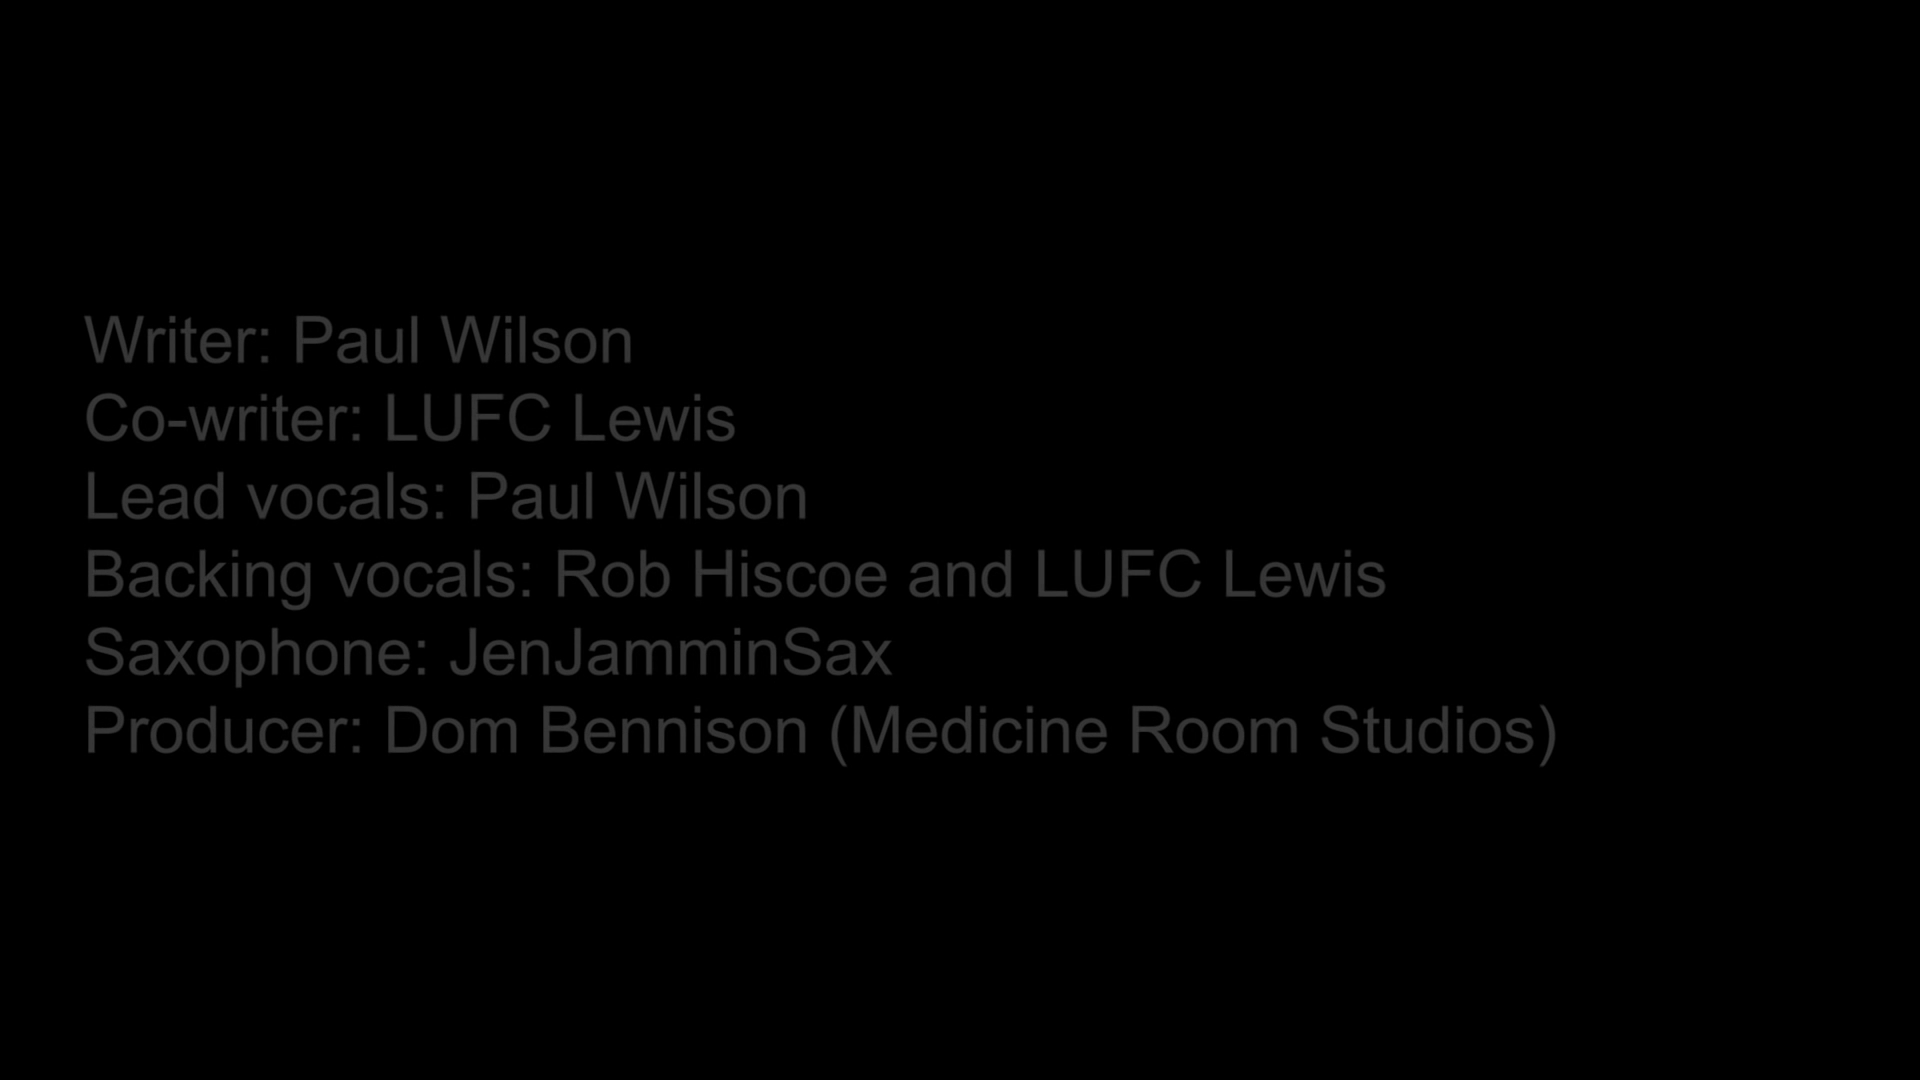 Writer: Paul Wilson
Co-writer: LUFC Lewis
Lead vocals: Paul Wilson
Backing vocals: Rob Hiscoe and LUFC Lewis
Saxophone: JenJamminSax
Producer: Dom Bennison (Medicine Room Studios)